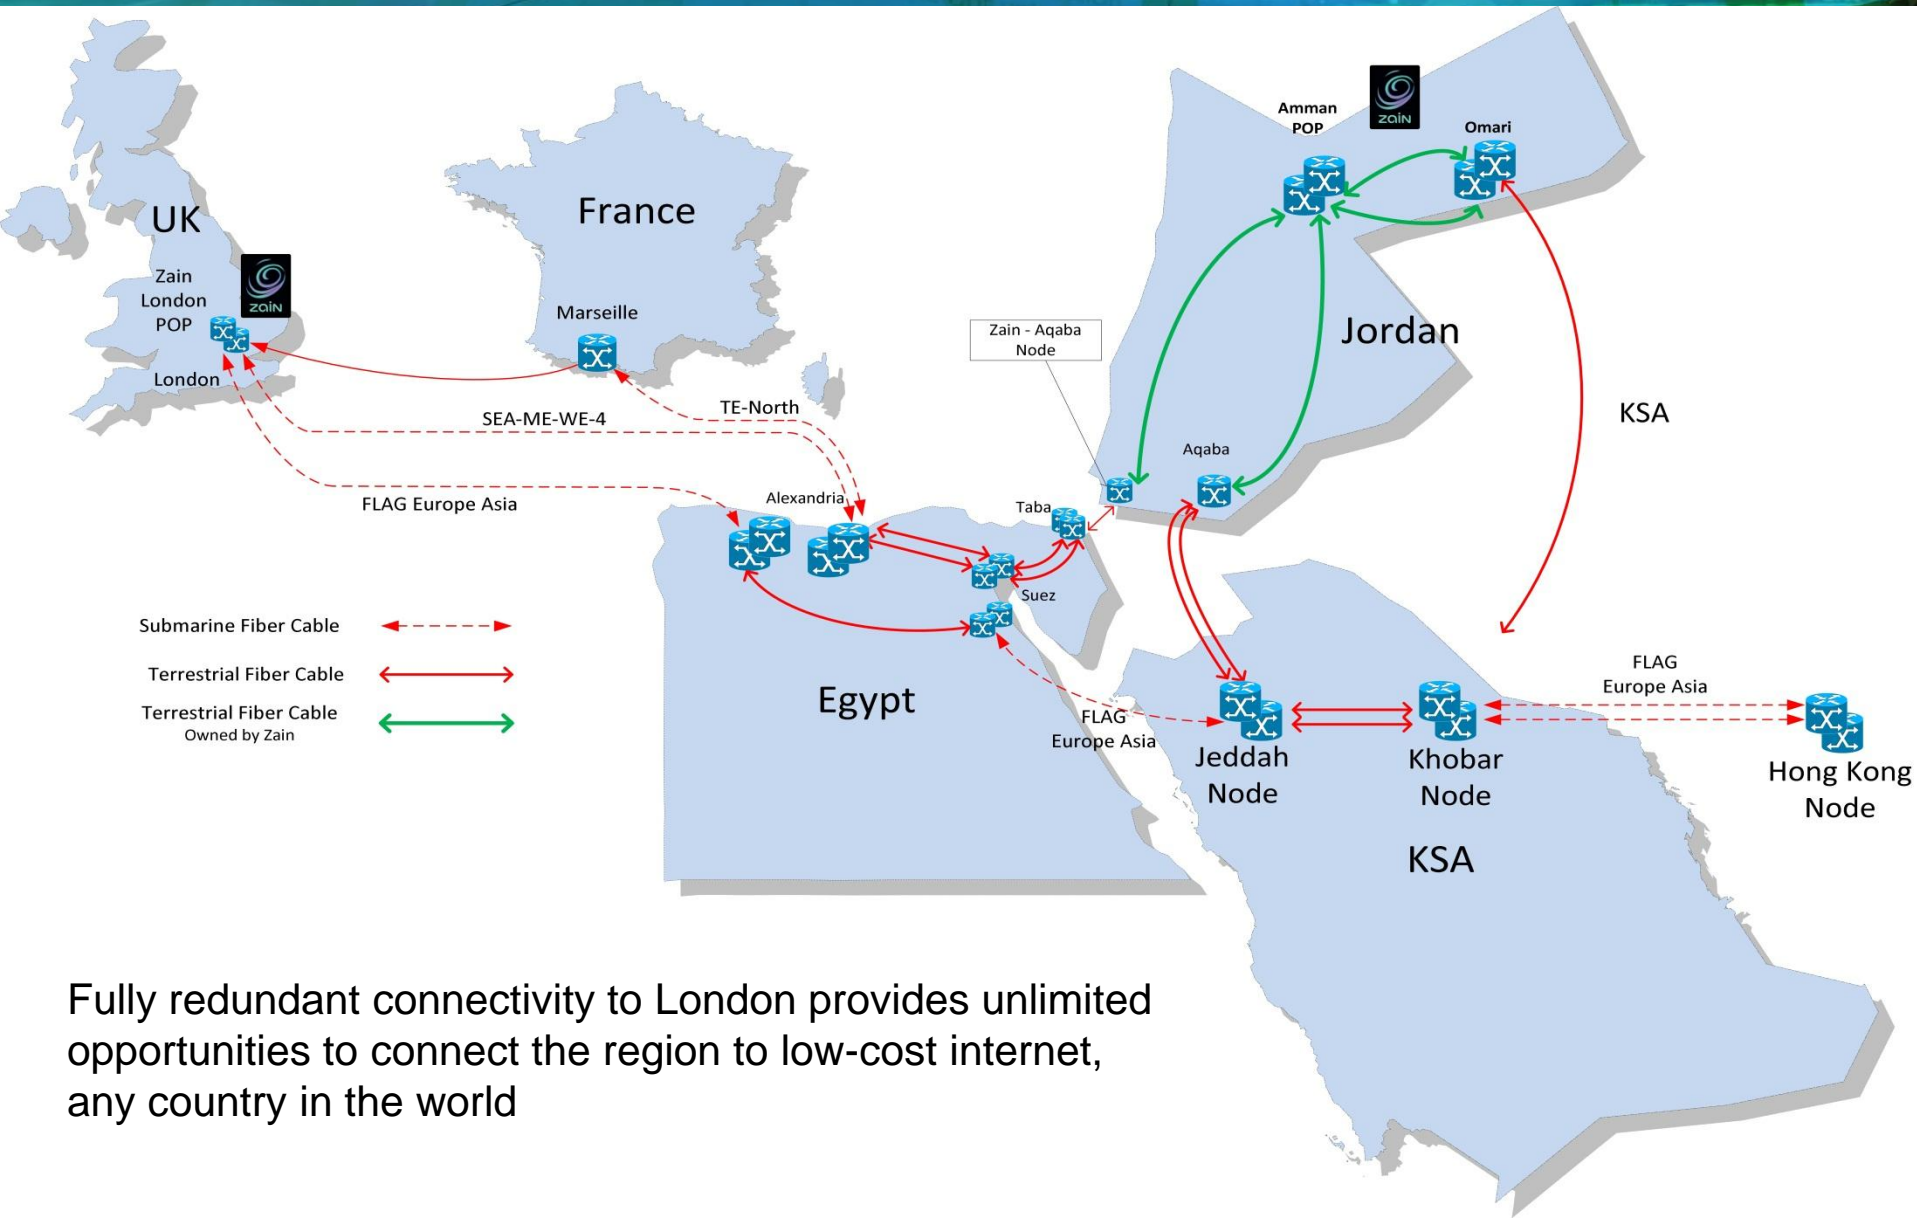 UK
Zain
London
POP
zain
London
France
Marseille
SEA-ME-WE-4
TE-North
FLAG Europe Asia
Amman
POP
zain
Omari
Jordan
Zain - Aqaba
Node
Aqaba
KSA
Alexandria
Taba
Suez
Egypt
Submarine Fiber Cable
Terrestrial Fiber Cable
Terrestrial Fiber Cable
Owned by Zain
FLAG
Europe Asia
Jeddah
Node
Khobar
Node
KSA
FLAG
Europe Asia
Hong Kong
Node
Fully redundant connectivity to London provides unlimited
opportunities to connect the region to low-cost internet,
any country in the world